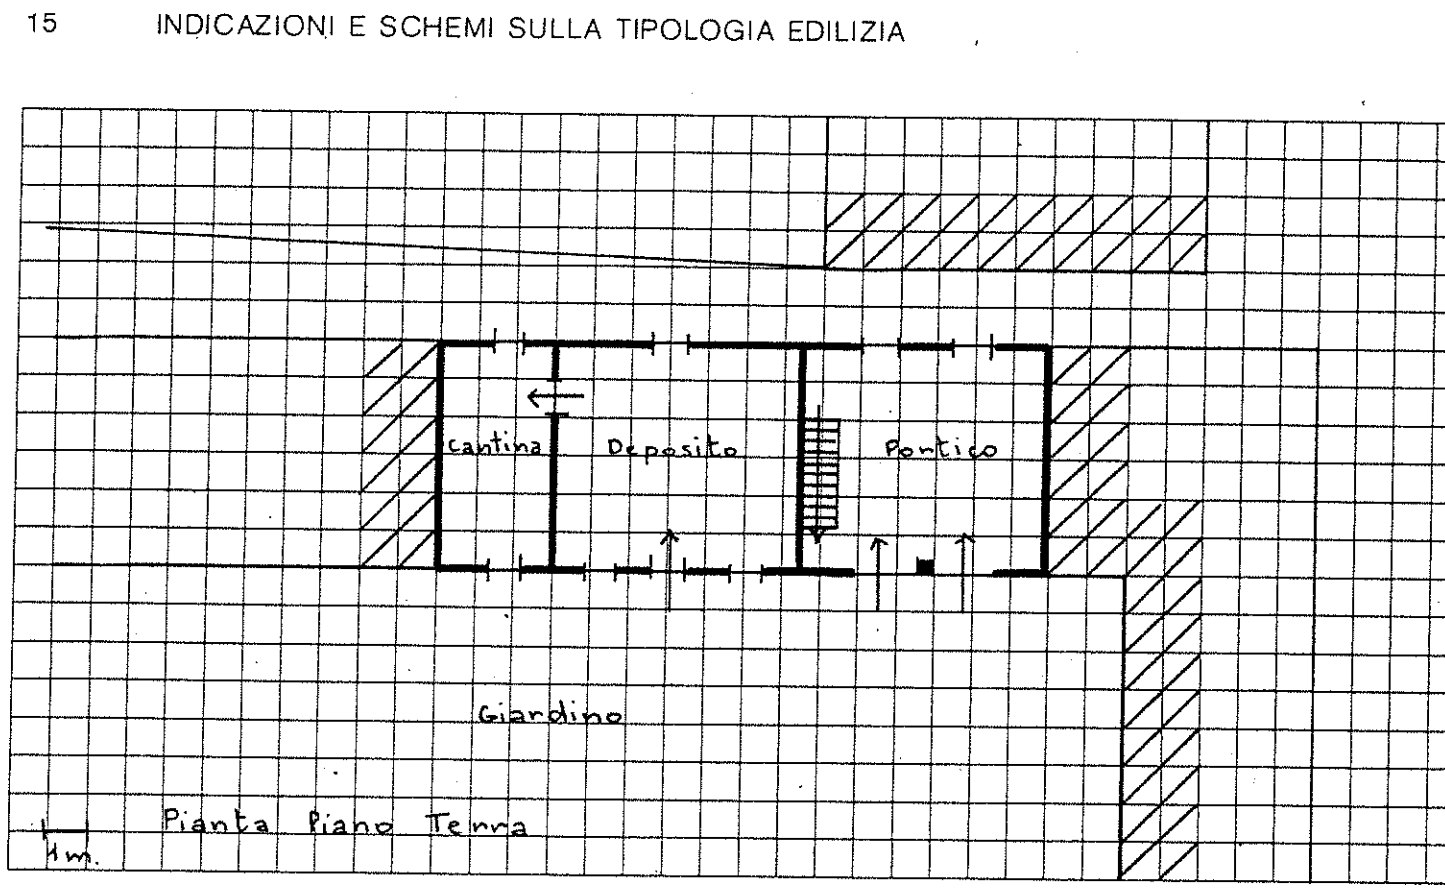 15 INDICAZIONI E SCHEMI SULLA TIPOLOGIA EDILIZIA
cantina Deposito Portico
Giardino
Pianta Piano Terra
1m.